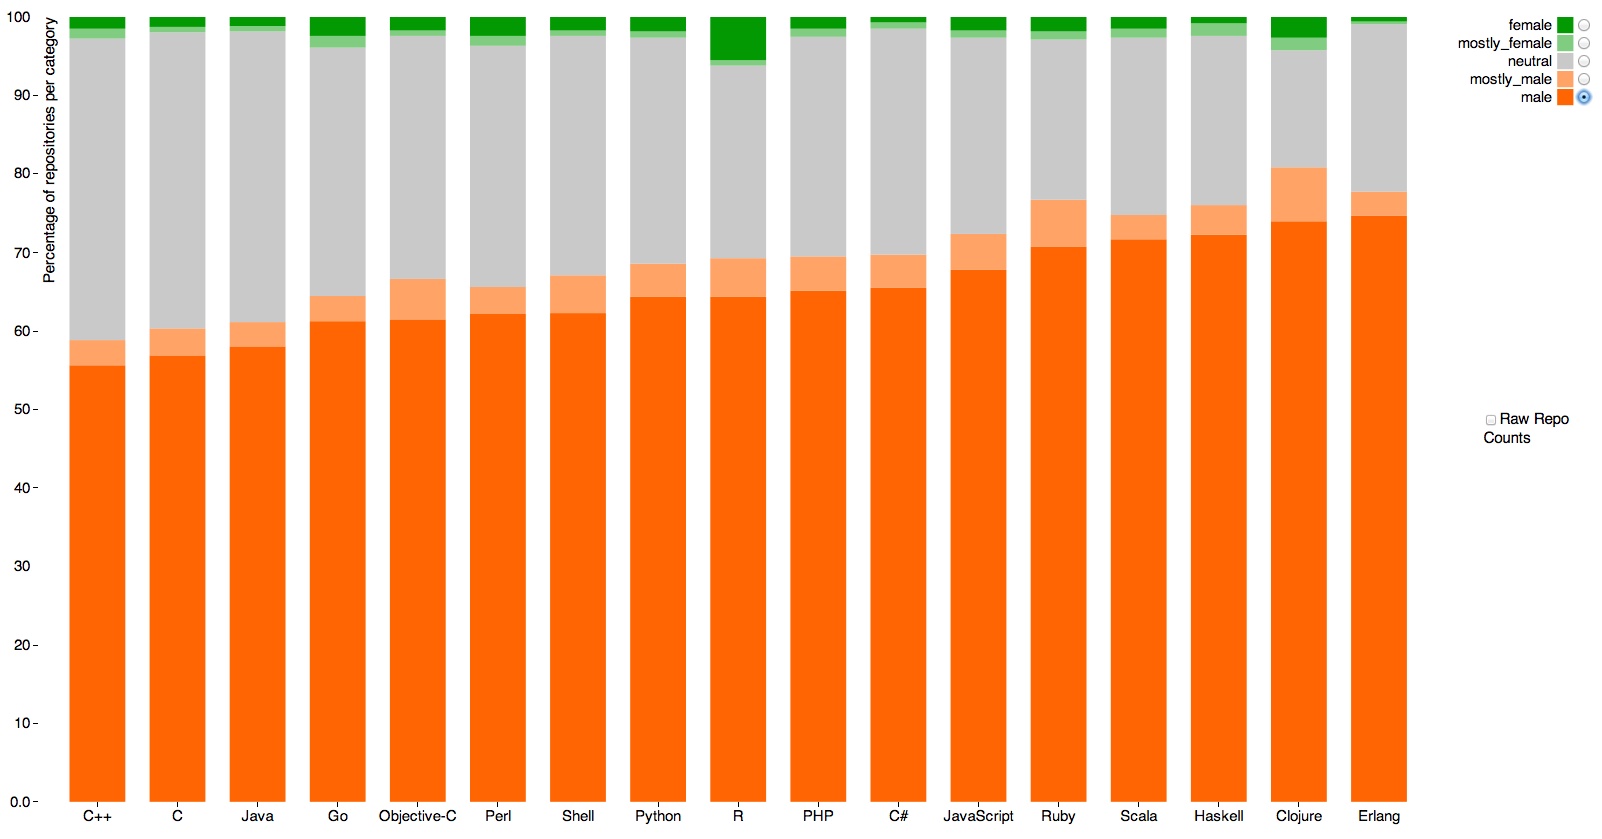 100
90
80
70
60
50
40
30
20
10
0.0
Percentage of repositories per category
C++
C
Java
Go
Objective-C
Perl
Shell
Python
R
PHP
C#
JavaScript
Ruby
Scala
Haskell
Clojure
Erlang
female
mostly_female
neutral
mostly_male
male
Raw Repo
Counts